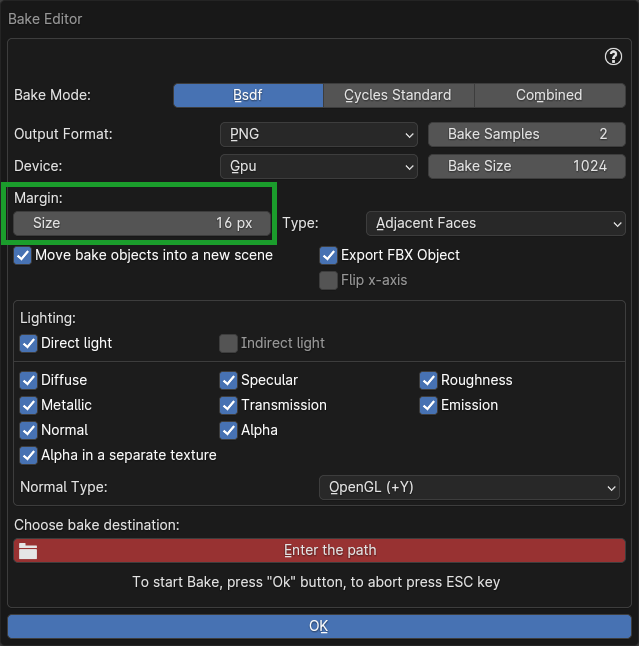 Bake Editor
?
Bake Mode: Bsdf Cycles Standard Combined
Output Format: PNG Bake Samples 2
Device: Gpu Bake Size 1024
Margin:
Size 16 px Type: Adjacent Faces
Move bake objects into a new scene Export FBX Object
Flip x-axis
Lighting:
Direct light Indirect light
Diffuse Specular Roughness
Metallic Transmission Emission
Normal Alpha
Alpha in a separate texture
Normal Type: OpenGL (+Y)
Choose bake destination:
Enter the path
To start Bake, press "Ok" button, to abort press ESC key
OK